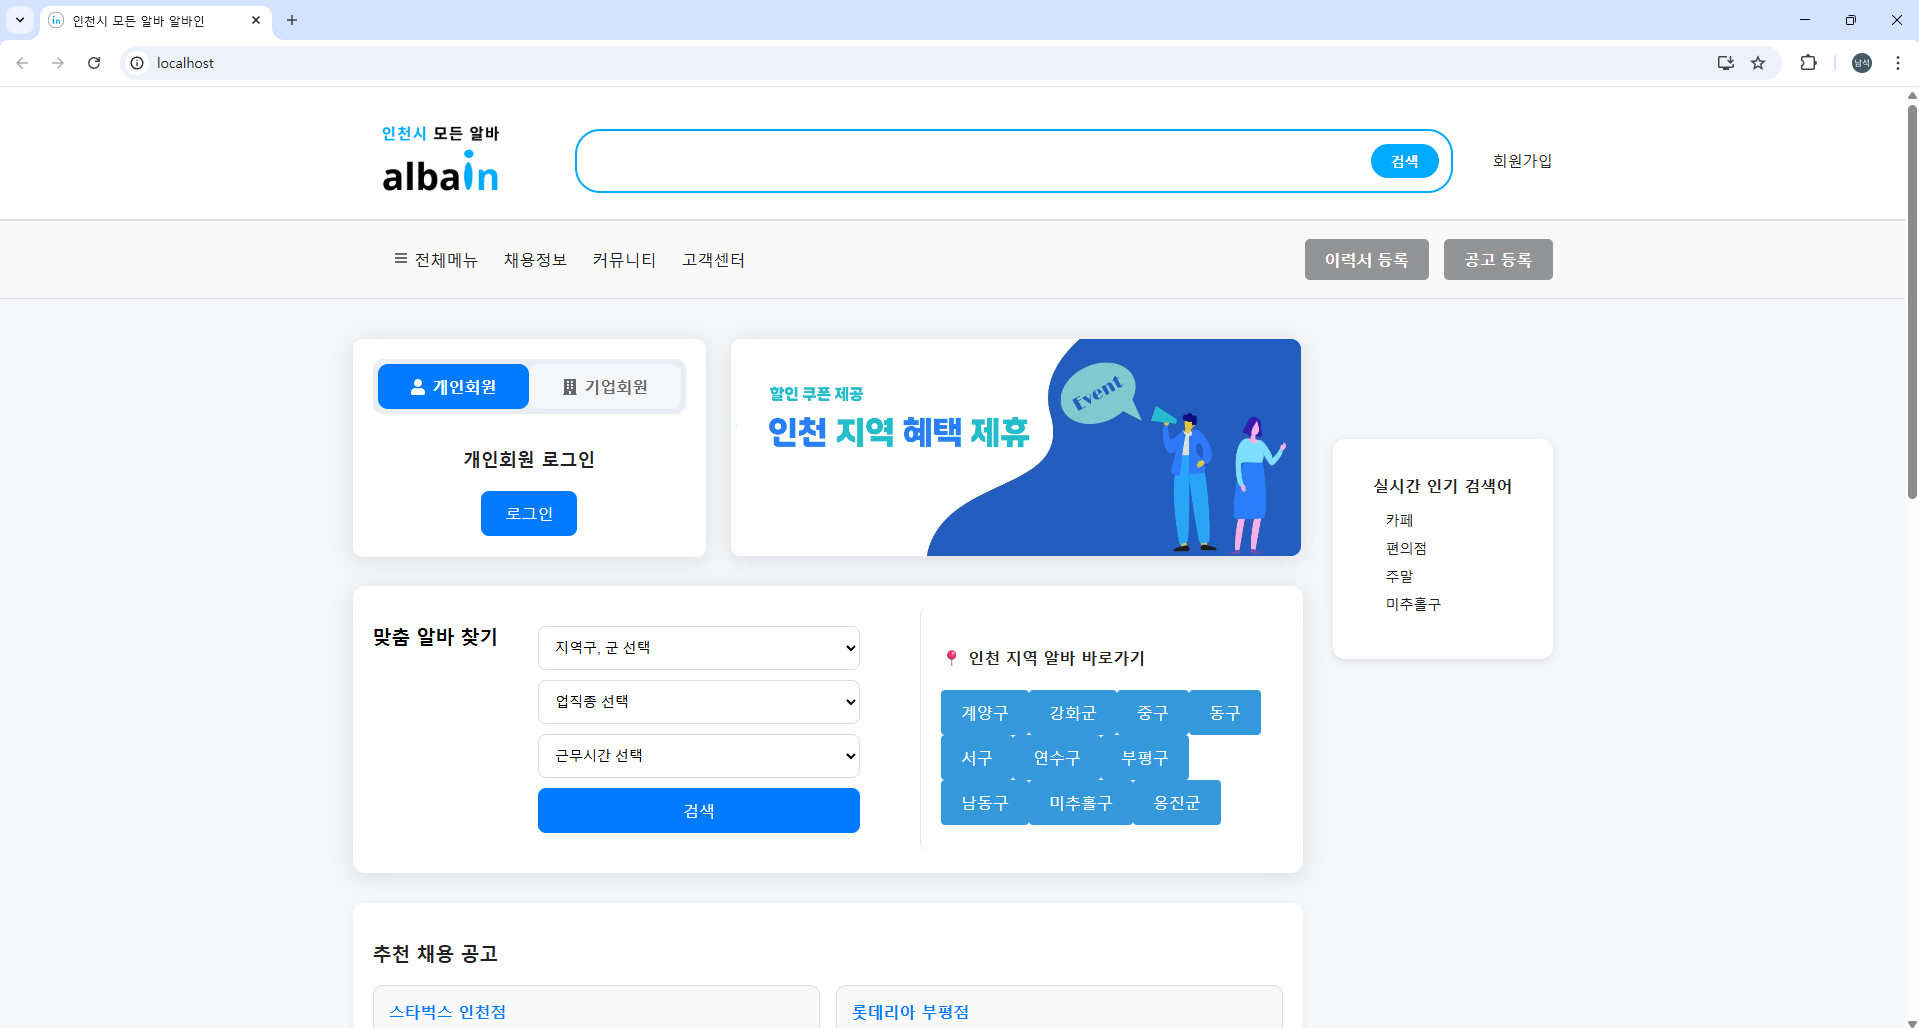 인천시 모든 알바 알바인
localhost
남석
인천시 모든 알바
albain
검색
회원가입
전체메뉴 채용정보 커뮤니티 고객센터
이력서 등록 공고 등록
개인회원 기업회원
개인회원 로그인
로그인
할인 쿠폰 제공
인천 지역 혜택 제휴
Event
실시간 인기 검색어
카페
편의점
주말
미추홀구
맞춤 알바 찾기
지역구, 군 선택
업직종 선택
근무시간 선택
검색
인천 지역 알바 바로가기
계양구 강화군 중구 동구
서구 연수구 부평구
남동구 미추홀구 옹진군
추천 채용 공고
스타벅스 인천점 롯데리아 부평점